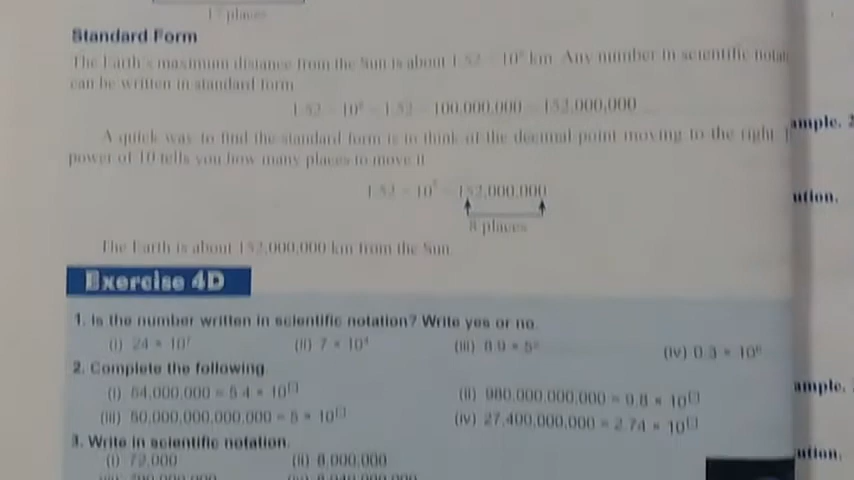 17 places
Standard Form
The Earth's maximum distance from the Sun is about 1.52 × 10⁸ km. Any number in scientific notat
can be written in standard form.
1.52 × 10⁸ = 1.52 × 100,000,000 = 152,000,000
A quick way to find the standard form is to think of the decimal point moving to the right.
power of 10 tells you how many places to move it.
1.52 × 10⁸ = 152,000,000
8 places
The Earth is about 152,000,000 km from the Sun.
Exercise 4D
1. Is the number written in scientific notation? Write yes or no.
(i) 24 × 10⁷ (ii) 7 × 10⁴ (iii) 8.9 × (iv) 0.3 ×
2. Complete the following.
(i) 54,000,000 = 5.4 × 10□ (ii) 980,000,000,000 = 9.8 × 10□
(iii) 50,000,000,000,000 = 5 × 10□ (iv) 27,400,000,000 = 2.74 × 10□
3. Write in scientific notation.
(i) 72,000 (ii) 8,000,000
ample.
ution.
ample.
ution.